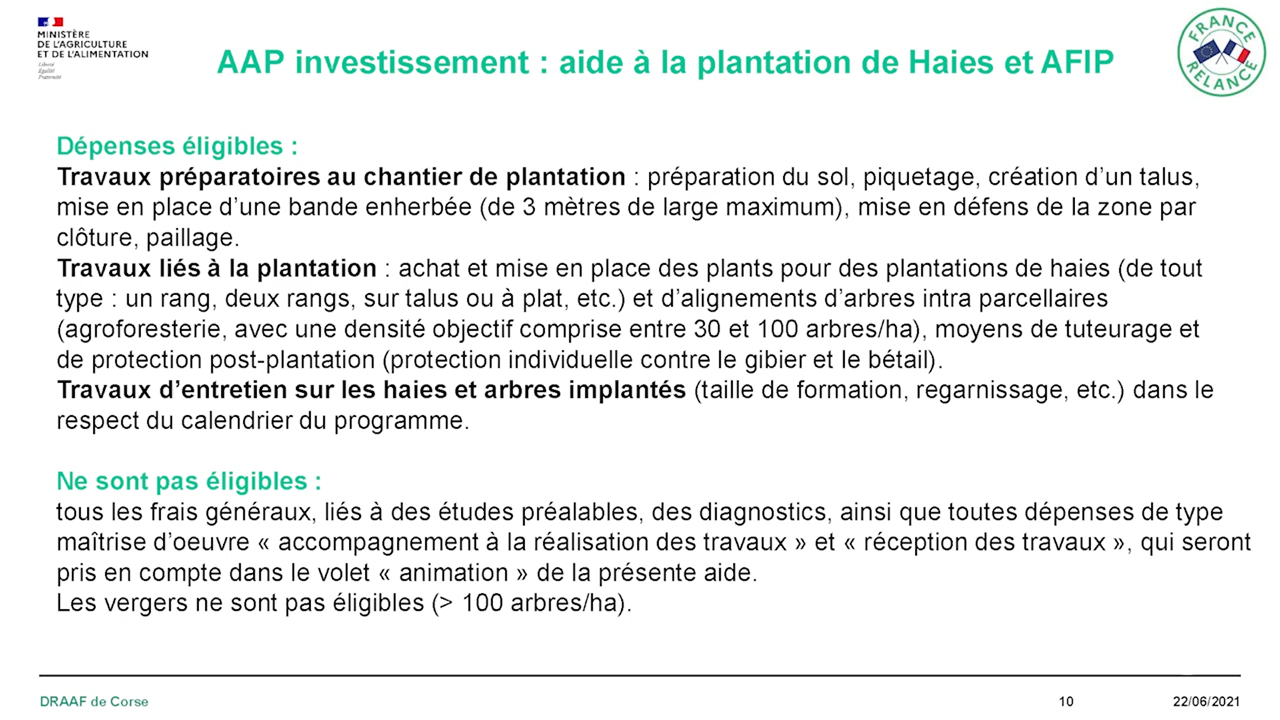 MINISTÈRE
DE L'AGRICULTURE
ET DE L'ALIMENTATION
Liberté
Égalité
Fraternité
AAP investissement : aide à la plantation de Haies et AFIP
FRANCE
RELANCE
Dépenses éligibles :
Travaux préparatoires au chantier de plantation : préparation du sol, piquetage, création d’un talus,
mise en place d’une bande enherbée (de 3 mètres de large maximum), mise en défens de la zone par
clôture, paillage.
Travaux liés à la plantation : achat et mise en place des plants pour des plantations de haies (de tout
type : un rang, deux rangs, sur talus ou à plat, etc.) et d’alignements d’arbres intra parcellaires
(agroforesterie, avec une densité objectif comprise entre 30 et 100 arbres/ha), moyens de tuteurage et
de protection post-plantation (protection individuelle contre le gibier et le bétail).
Travaux d’entretien sur les haies et arbres implantés (taille de formation, regarnissage, etc.) dans le
respect du calendrier du programme.
Ne sont pas éligibles :
tous les frais généraux, liés à des études préalables, des diagnostics, ainsi que toutes dépenses de type
maîtrise d’oeuvre « accompagnement à la réalisation des travaux » et « réception des travaux », qui seront
pris en compte dans le volet « animation » de la présente aide.
Les vergers ne sont pas éligibles (> 100 arbres/ha).
DRAAF de Corse
10
22/06/2021